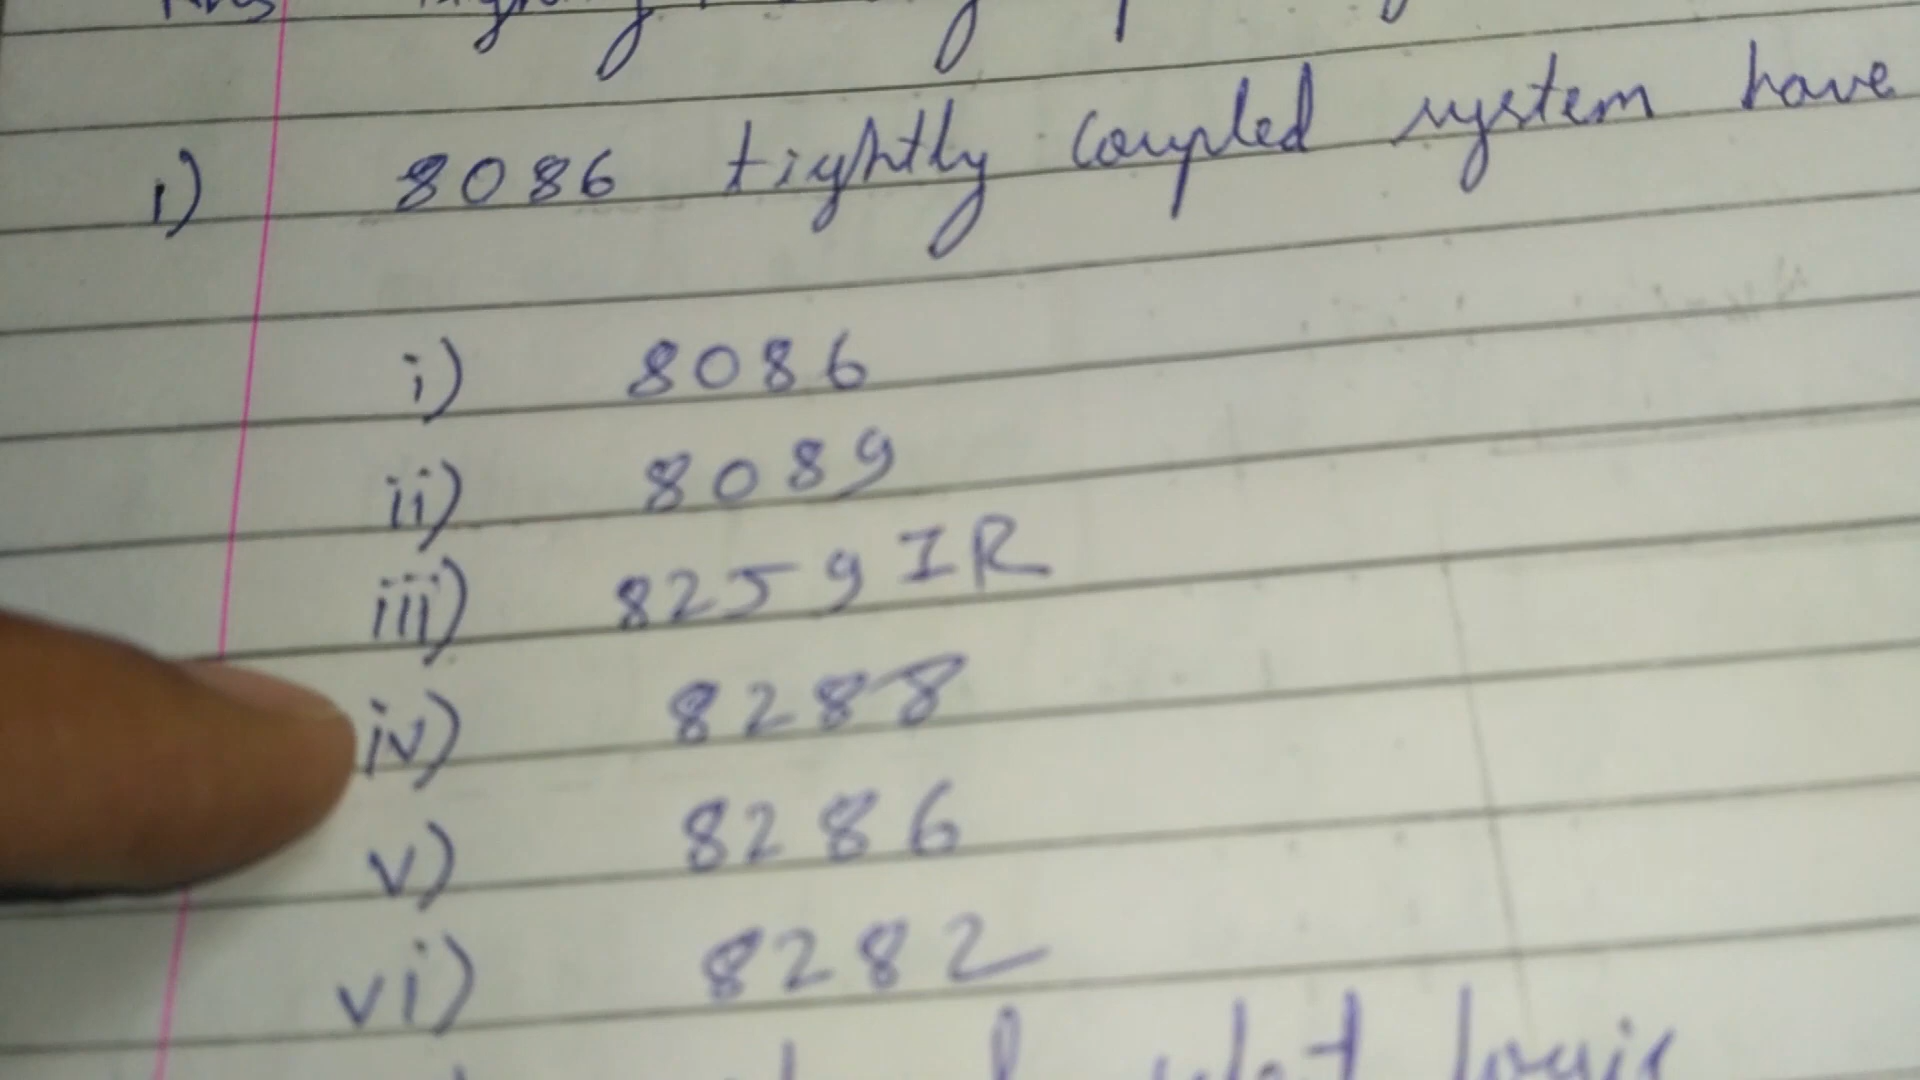 1) 8086 tightly coupled system have
i) 8086
ii) 8089
iii) 8259 IR
iv) 8288
v) 8286
vi) 8282